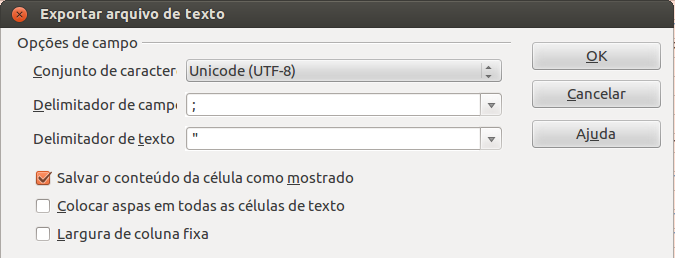 Exportar arquivo de texto
Opções de campo
Conjunto de caracter
Unicode (UTF-8)
OK
Delimitador de camp
;
Cancelar
Delimitador de texto
"
Ajuda
Salvar o conteúdo da célula como mostrado
Colocar aspas em todas as células de texto
Largura de coluna fixa